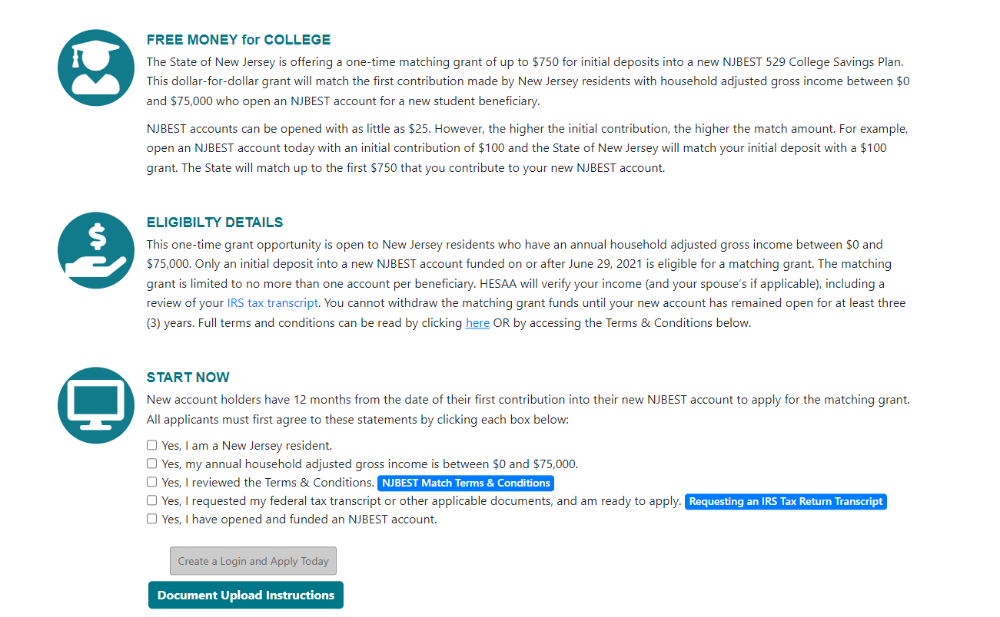 FREE MONEY for COLLEGE
The State of New Jersey is offering a one-time matching grant of up to $750 for initial deposits into a new NJBEST 529 College Savings Plan.
This dollar-for-dollar grant will match the first contribution made by New Jersey residents with household adjusted gross income between $0
and $75,000 who open an NJBEST account for a new student beneficiary.
NJBEST accounts can be opened with as little as $25. However, the higher the initial contribution, the higher the match amount. For example,
open an NJBEST account today with an initial contribution of $100 and the State of New Jersey will match your initial deposit with a $100
grant. The State will match up to the first $750 that you contribute to your new NJBEST account.
ELIGIBILTY DETAILS
This one-time grant opportunity is open to New Jersey residents who have an annual household adjusted gross income between $0 and
$75,000. Only an initial deposit into a new NJBEST account funded on or after June 29, 2021 is eligible for a matching grant. The matching
grant is limited to no more than one account per beneficiary. HESAA will verify your income (and your spouse's if applicable), including a
review of your IRS tax transcript. You cannot withdraw the matching grant funds until your new account has remained open for at least three
(3) years. Full terms and conditions can be read by clicking here OR by accessing the Terms & Conditions below.
START NOW
New account holders have 12 months from the date of their first contribution into their new NJBEST account to apply for the matching grant.
All applicants must first agree to these statements by clicking each box below:
Yes, I am a New Jersey resident.
Yes, my annual household adjusted gross income is between $0 and $75,000.
Yes, I reviewed the Terms & Conditions. NJBEST Match Terms & Conditions
Yes, I requested my federal tax transcript or other applicable documents, and am ready to apply. Requesting an IRS Tax Return Transcript
Yes, I have opened and funded an NJBEST account.
Create a Login and Apply Today
Document Upload Instructions